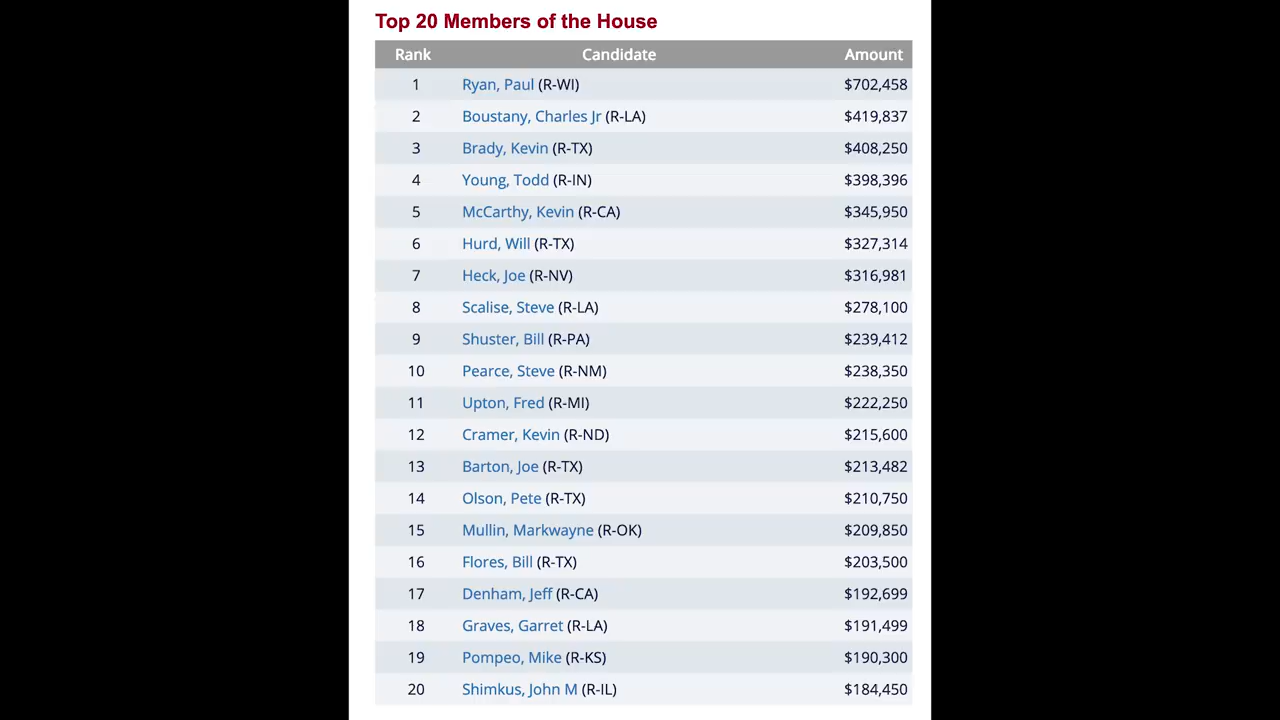 Top 20 Members of the House
Rank Candidate Amount
1 Ryan, Paul (R-WI) $702,458
2 Boustany, Charles Jr (R-LA) $419,837
3 Brady, Kevin (R-TX) $408,250
4 Young, Todd (R-IN) $398,396
5 McCarthy, Kevin (R-CA) $345,950
6 Hurd, Will (R-TX) $327,314
7 Heck, Joe (R-NV) $316,981
8 Scalise, Steve (R-LA) $278,100
9 Shuster, Bill (R-PA) $239,412
10 Pearce, Steve (R-NM) $238,350
11 Upton, Fred (R-MI) $222,250
12 Cramer, Kevin (R-ND) $215,600
13 Barton, Joe (R-TX) $213,482
14 Olson, Pete (R-TX) $210,750
15 Mullin, Markwayne (R-OK) $209,850
16 Flores, Bill (R-TX) $203,500
17 Denham, Jeff (R-CA) $192,699
18 Graves, Garret (R-LA) $191,499
19 Pompeo, Mike (R-KS) $190,300
20 Shimkus, John M (R-IL) $184,450